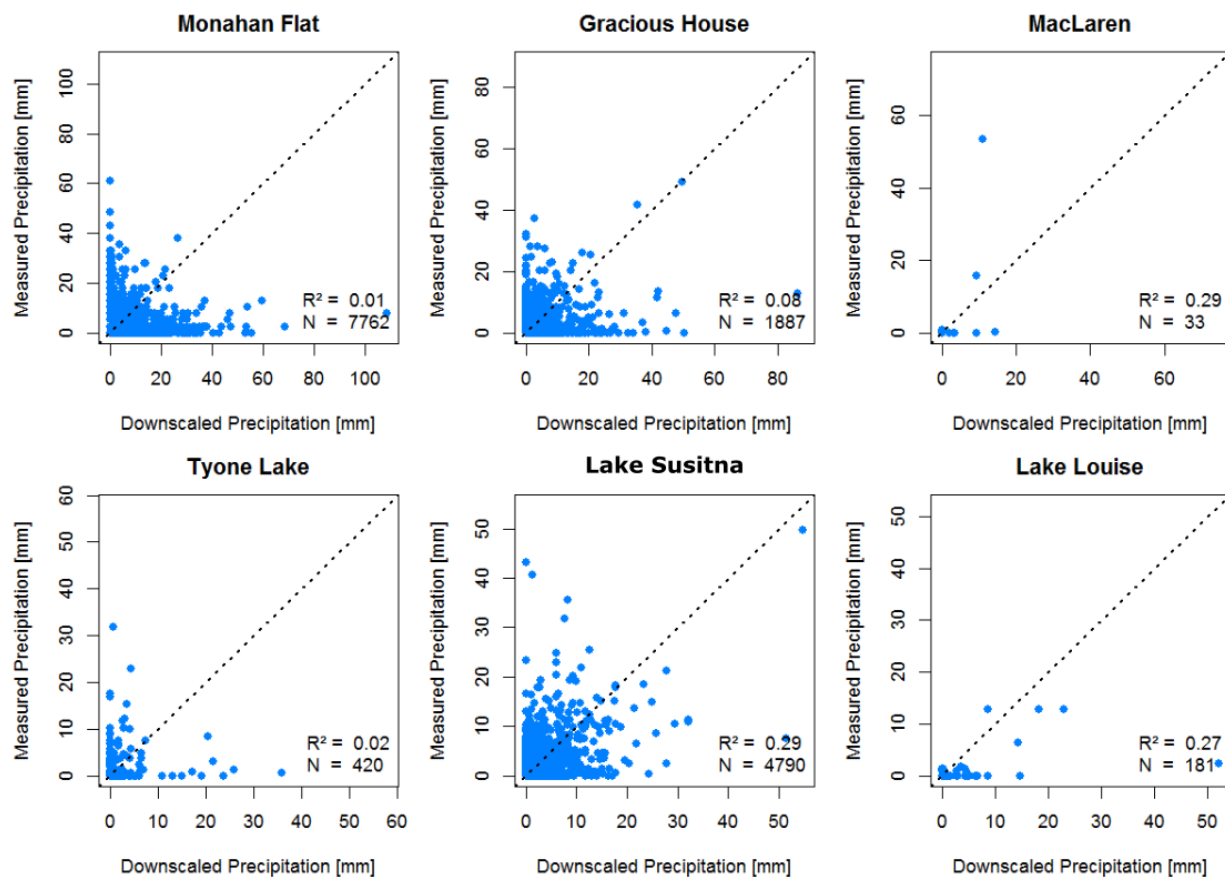 Monahan Flat
Measured Precipitation [mm]
100
80
60
40
20
0
R² = 0.01
N = 7762
0 20 40 60 80 100
Downscaled Precipitation [mm]
Gracious House
Measured Precipitation [mm]
80
60
40
20
0
R² = 0.08
N = 1887
0 20 40 60 80
Downscaled Precipitation [mm]
MacLaren
Measured Precipitation [mm]
60
40
20
0
R² = 0.29
N = 33
0 20 40 60
Downscaled Precipitation [mm]
Tyone Lake
Measured Precipitation [mm]
60
50
40
30
20
10
0
R² = 0.02
N = 420
0 10 20 30 40 50 60
Downscaled Precipitation [mm]
Lake Susitna
Measured Precipitation [mm]
50
40
30
20
10
0
R² = 0.29
N = 4790
0 10 20 30 40 50
Downscaled Precipitation [mm]
Lake Louise
Measured Precipitation [mm]
50
40
30
20
10
0
R² = 0.27
N = 181
0 10 20 30 40 50
Downscaled Precipitation [mm]